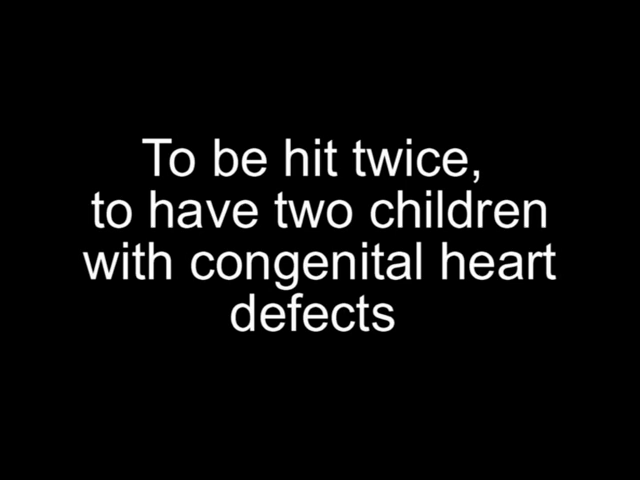 To be hit twice,
to have two children
with congenital heart
defects